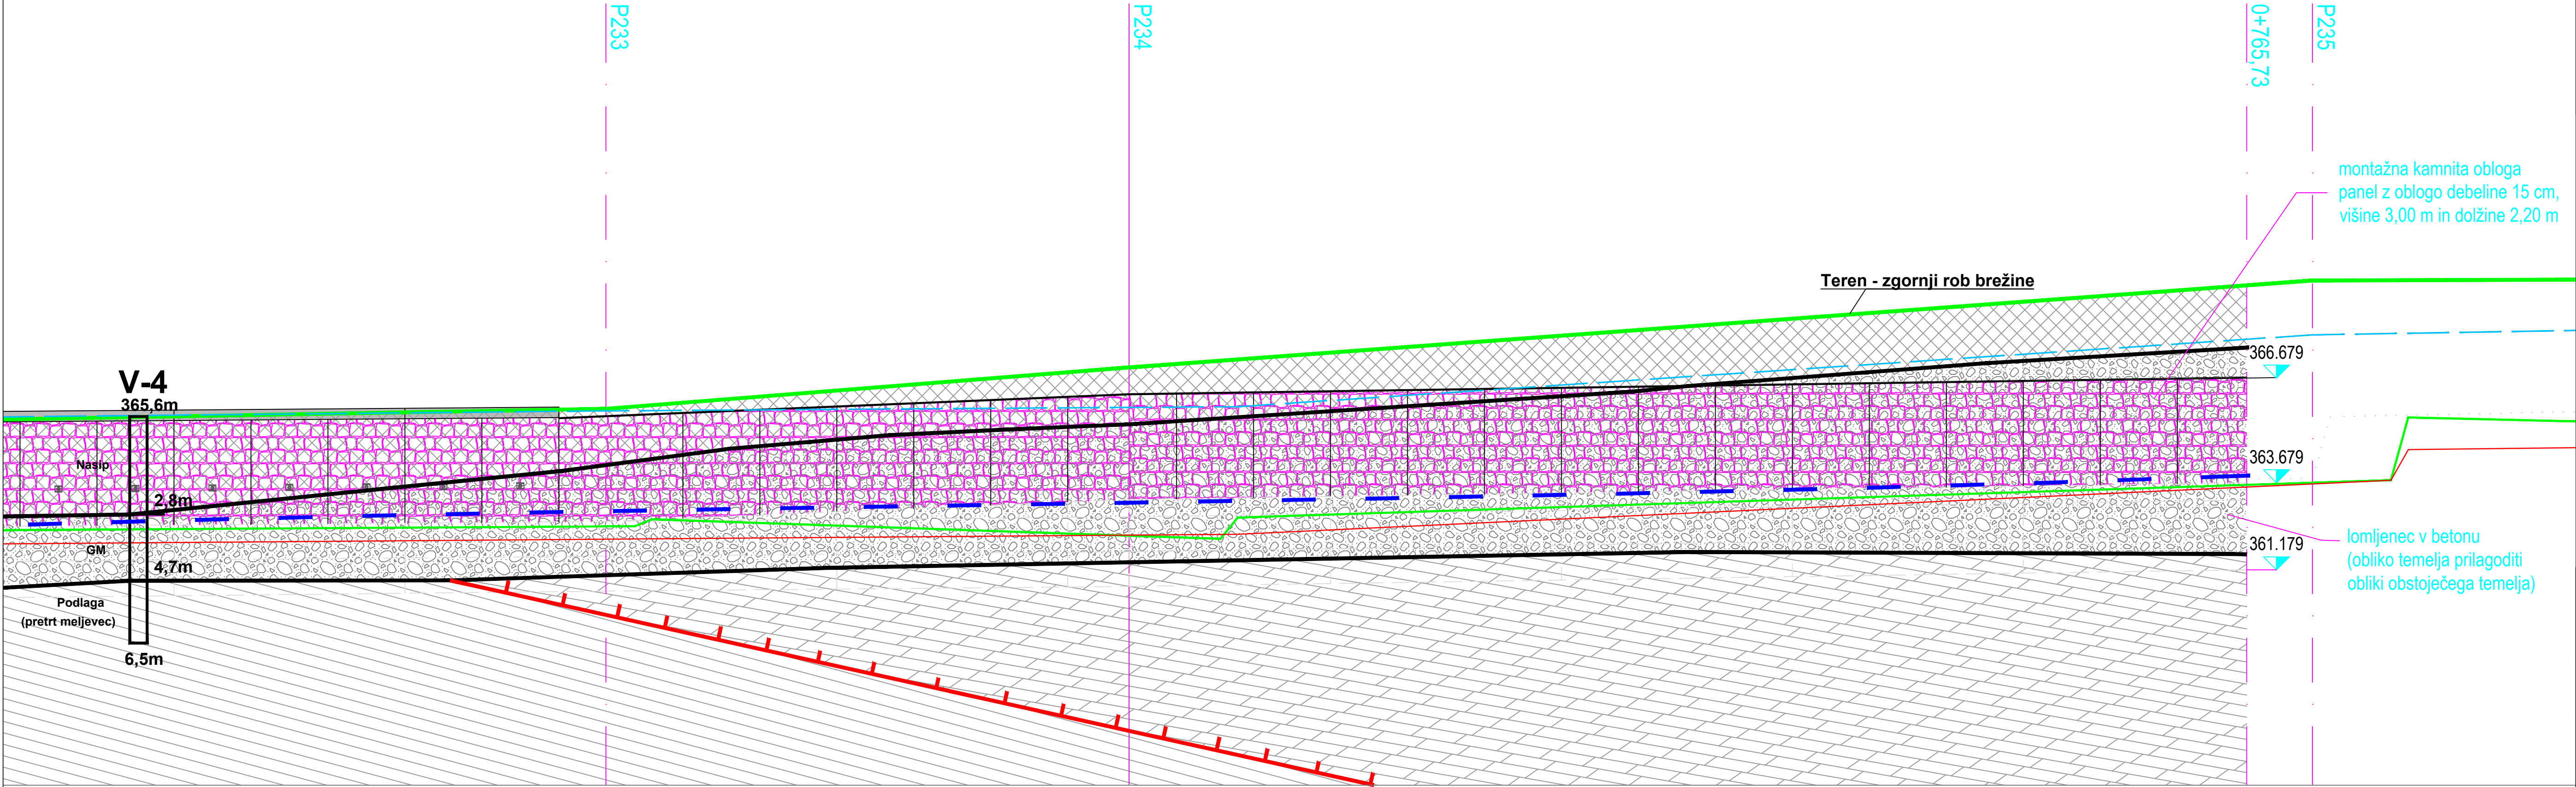 P233
P234
0+765,73
P235
montažna kamnita obloga
panel z oblogo debeline 15 cm,
višine 3,00 m in dolžine 2,20 m
Teren - zgornji rob brežine
366.679
V-4
365,6m
363.679
Nasip
2,8m
lomljenec v betonu
(obliko temelja prilagoditi
obliki obstoječega temelja)
361.179
GM
4,7m
Podlaga
(pretrt meljevec)
6,5m